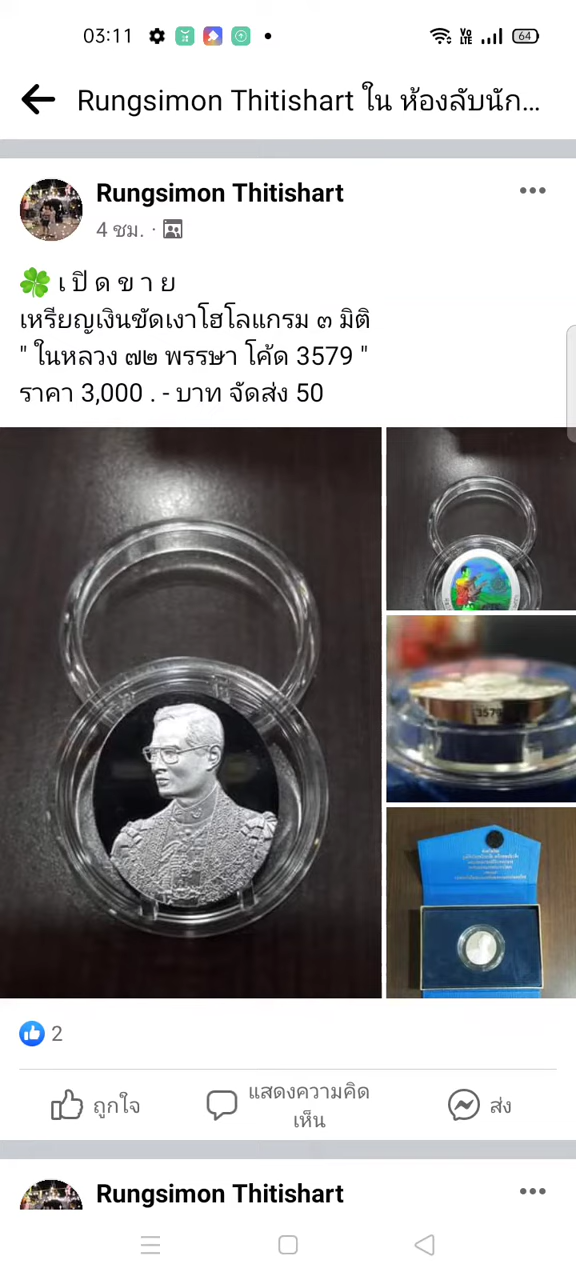 03:11
VO
LTE
64
Rungsimon Thitishart ใน ห้องลับนัก...
Rungsimon Thitishart
4 ชม. ·
🍀 เ ปิ ด ข า ย
เหรียญเงินขัดเงาโฮโลแกรม ๓ มิติ
" ในหลวง ๗๒ พรรษา โค้ด 3579 "
ราคา 3,000 . - บาท จัดส่ง 50
3579
2
ถูกใจ
แสดงความคิด
เห็น
ส่ง
Rungsimon Thitishart